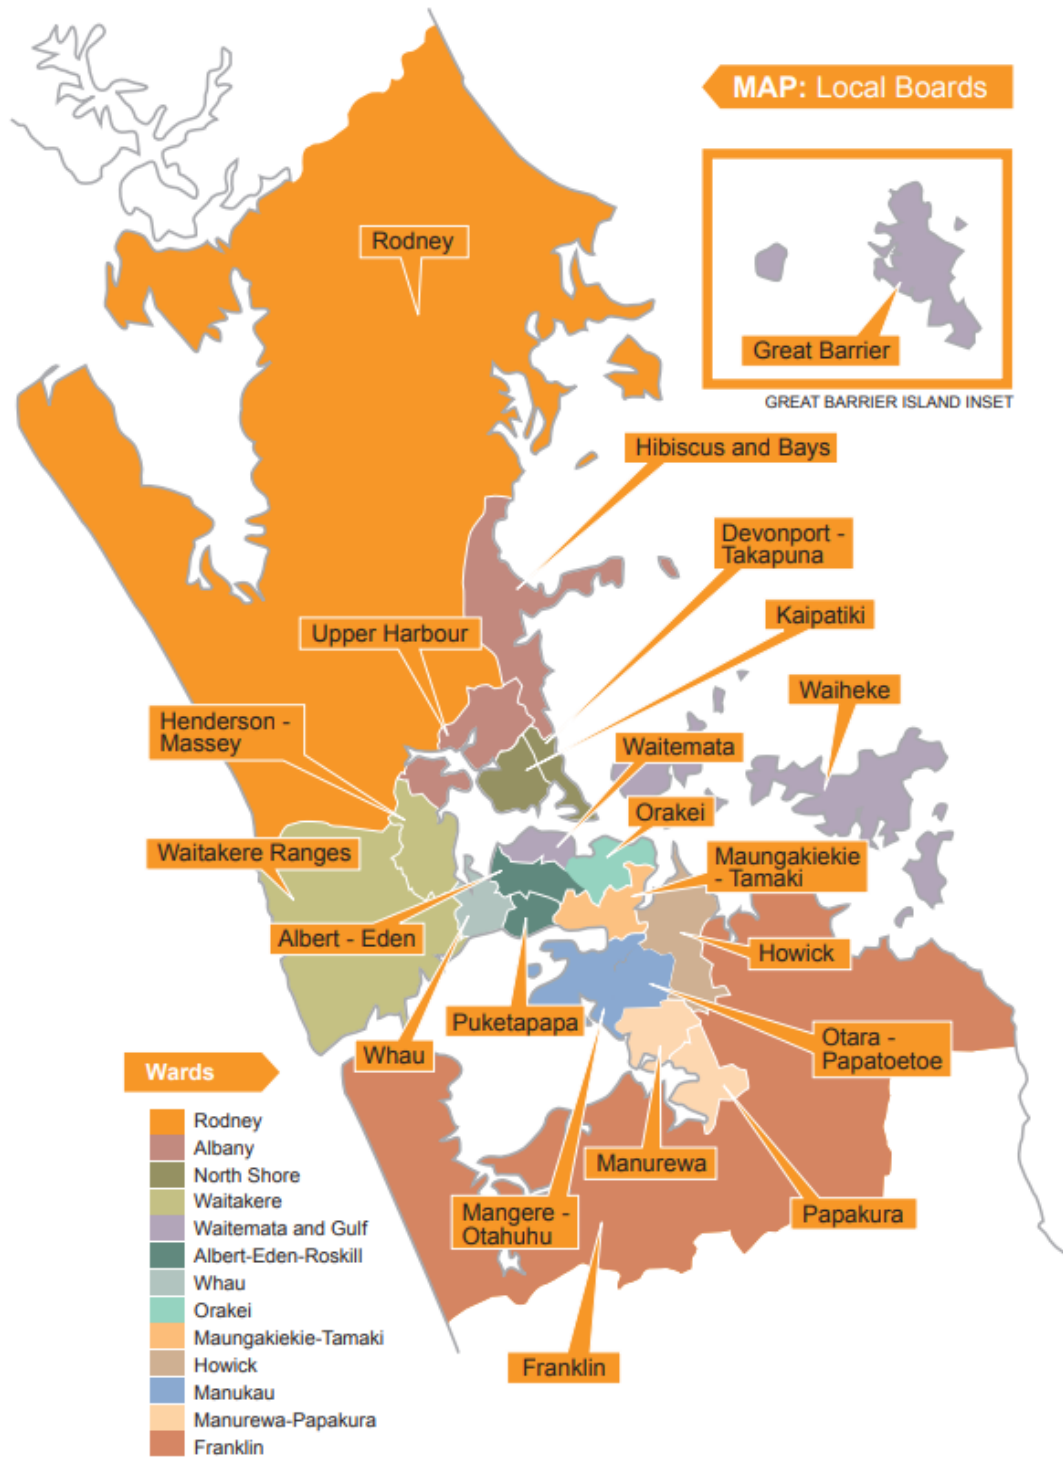 MAP: Local Boards
Rodney
Great Barrier
GREAT BARRIER ISLAND INSET
Hibiscus and Bays
Devonport -
Takapuna
Kaipatiki
Upper Harbour
Waiheke
Henderson -
Massey
Waitemata
Orakei
Waitakere Ranges
Maungakiekie
- Tamaki
Albert - Eden
Howick
Puketapapa
Whau
Otara -
Papatoetoe
Manurewa
Mangere -
Otahuhu
Papakura
Franklin
Wards
Rodney
Albany
North Shore
Waitakere
Waitemata and Gulf
Albert-Eden-Roskill
Whau
Orakei
Maungakiekie-Tamaki
Howick
Manukau
Manurewa-Papakura
Franklin